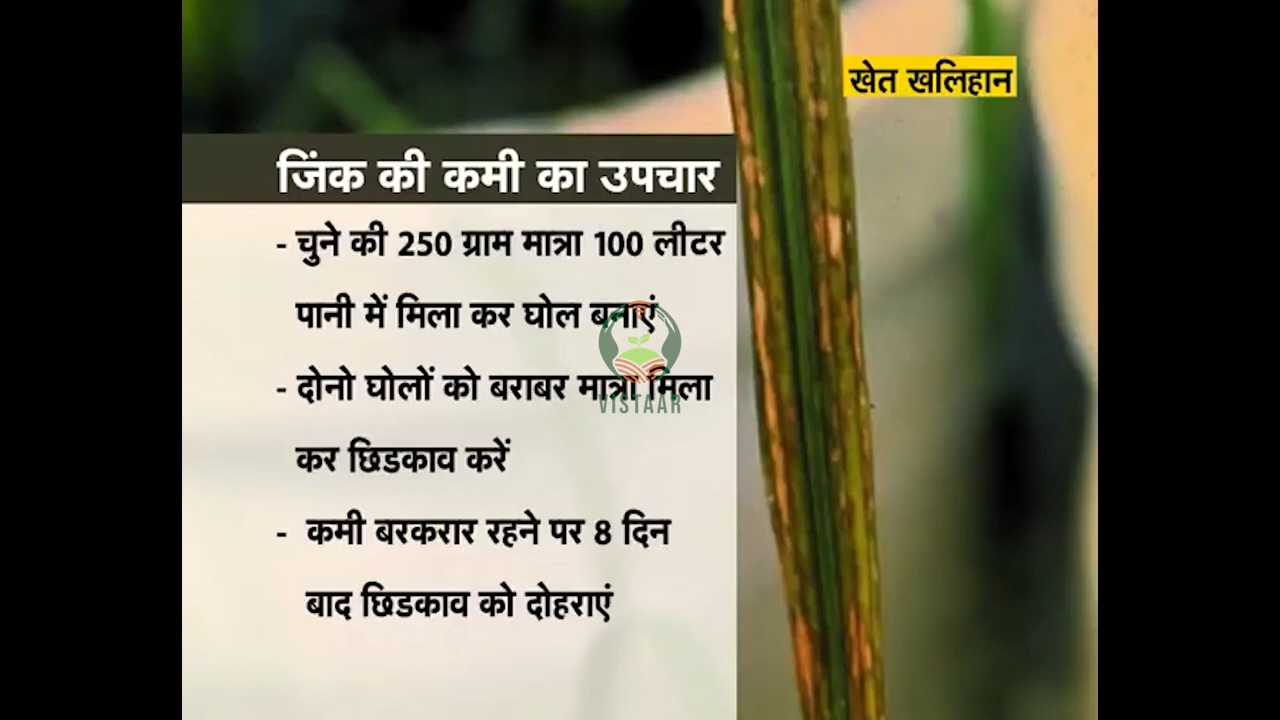 खेत खलिहान
जिंक की कमी का उपचार
- चुने की 250 ग्राम मात्रा 100 लीटर
पानी में मिला कर घोल बनाएं
- दोनो घोलों को बराबर मात्रा मिला
कर छिडकाव करें
- कमी बरकरार रहने पर 8 दिन
बाद छिडकाव को दोहराएं
VISTAAR